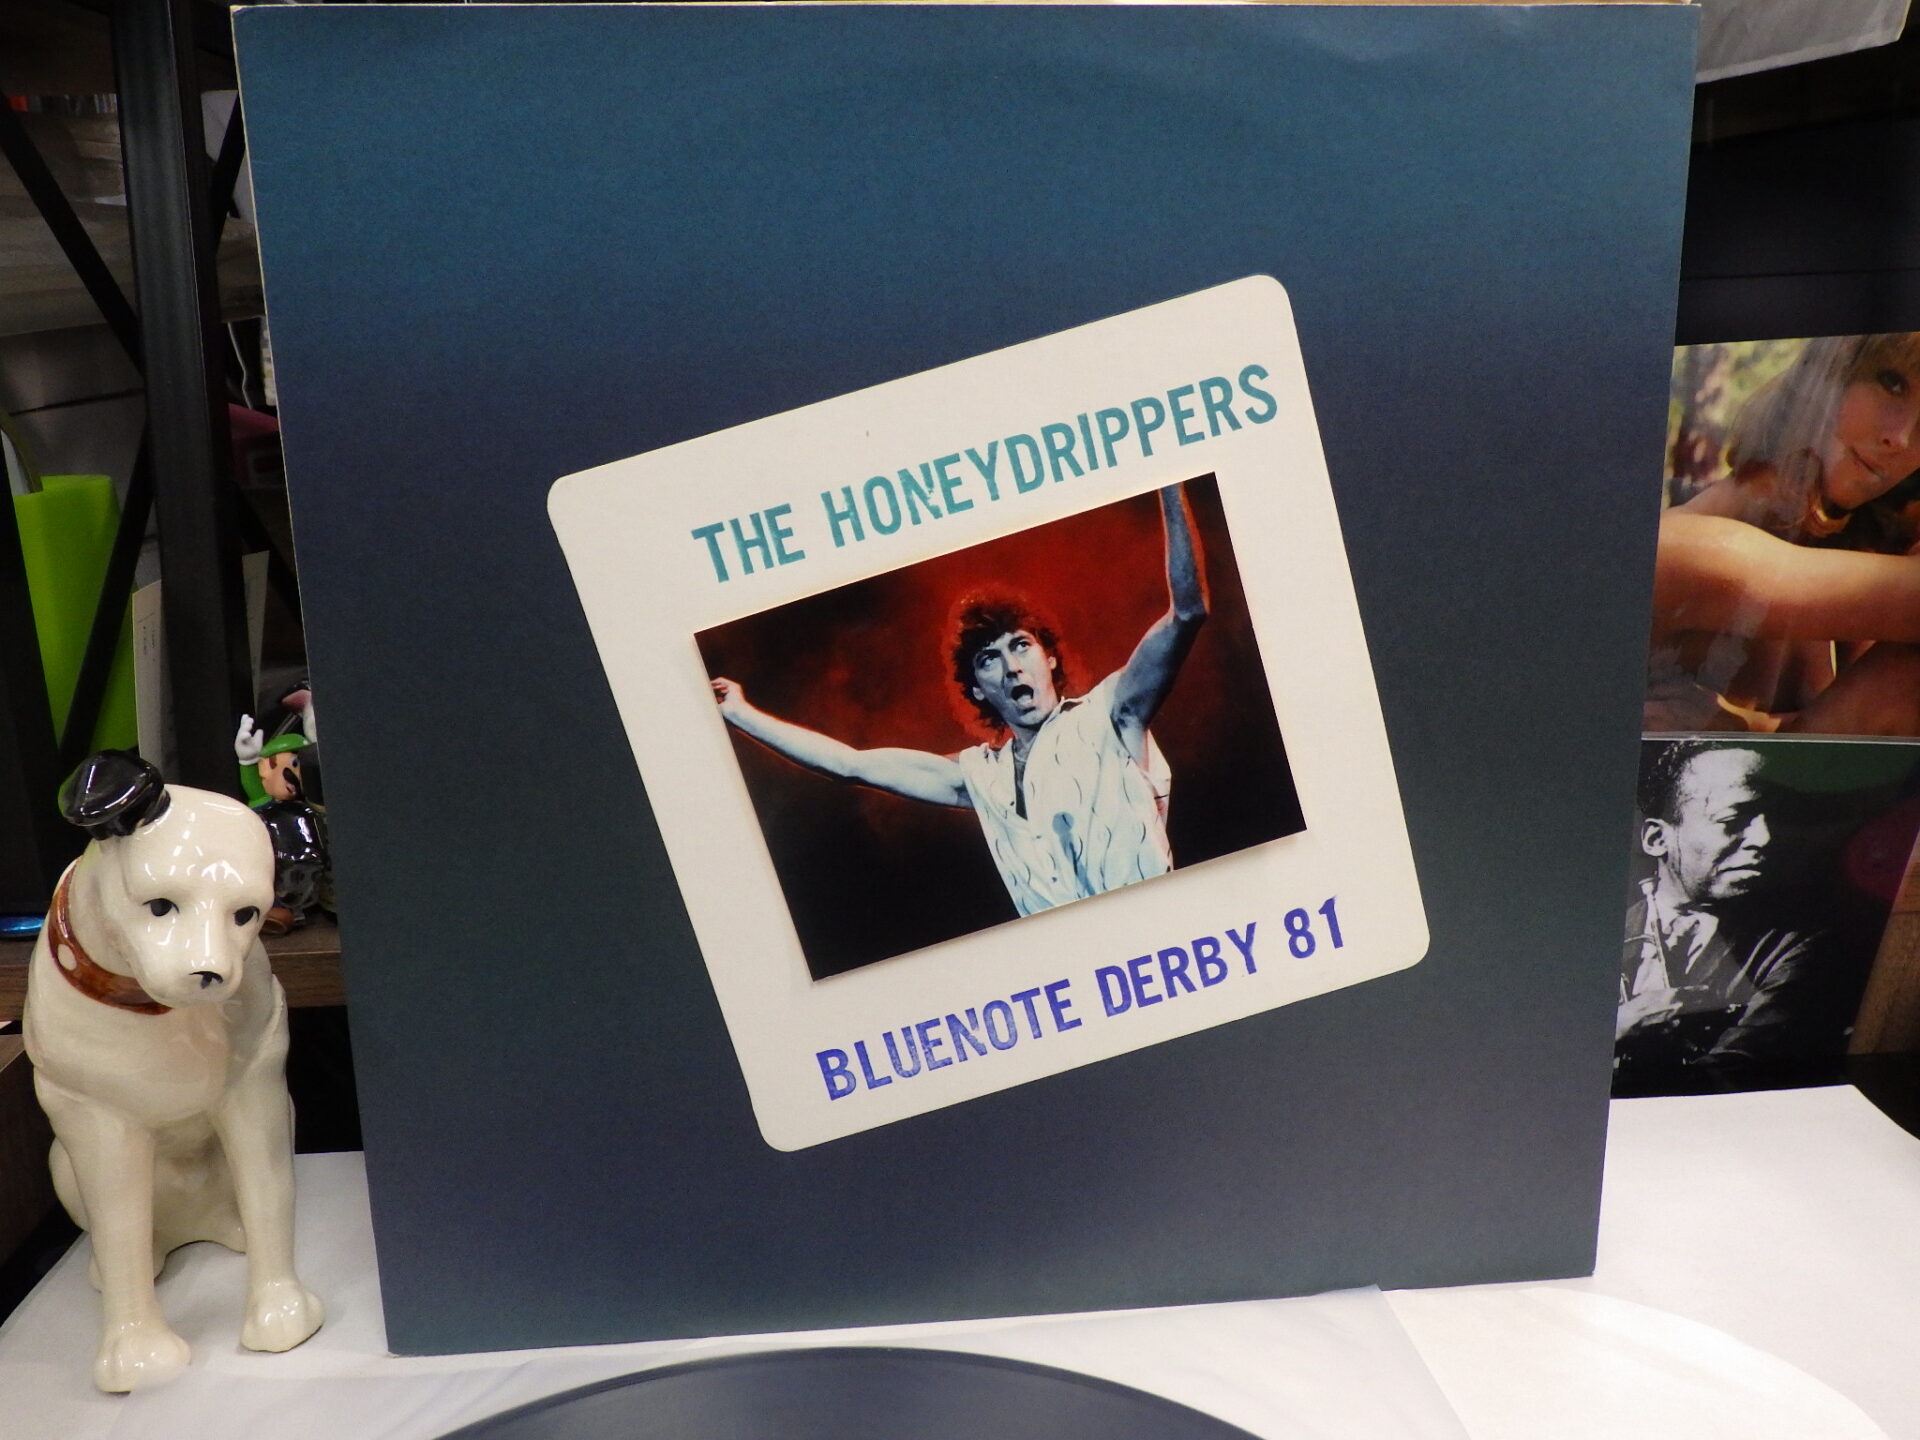 THE HONEYDRIPPERS
BLUENOTE DERBY 81